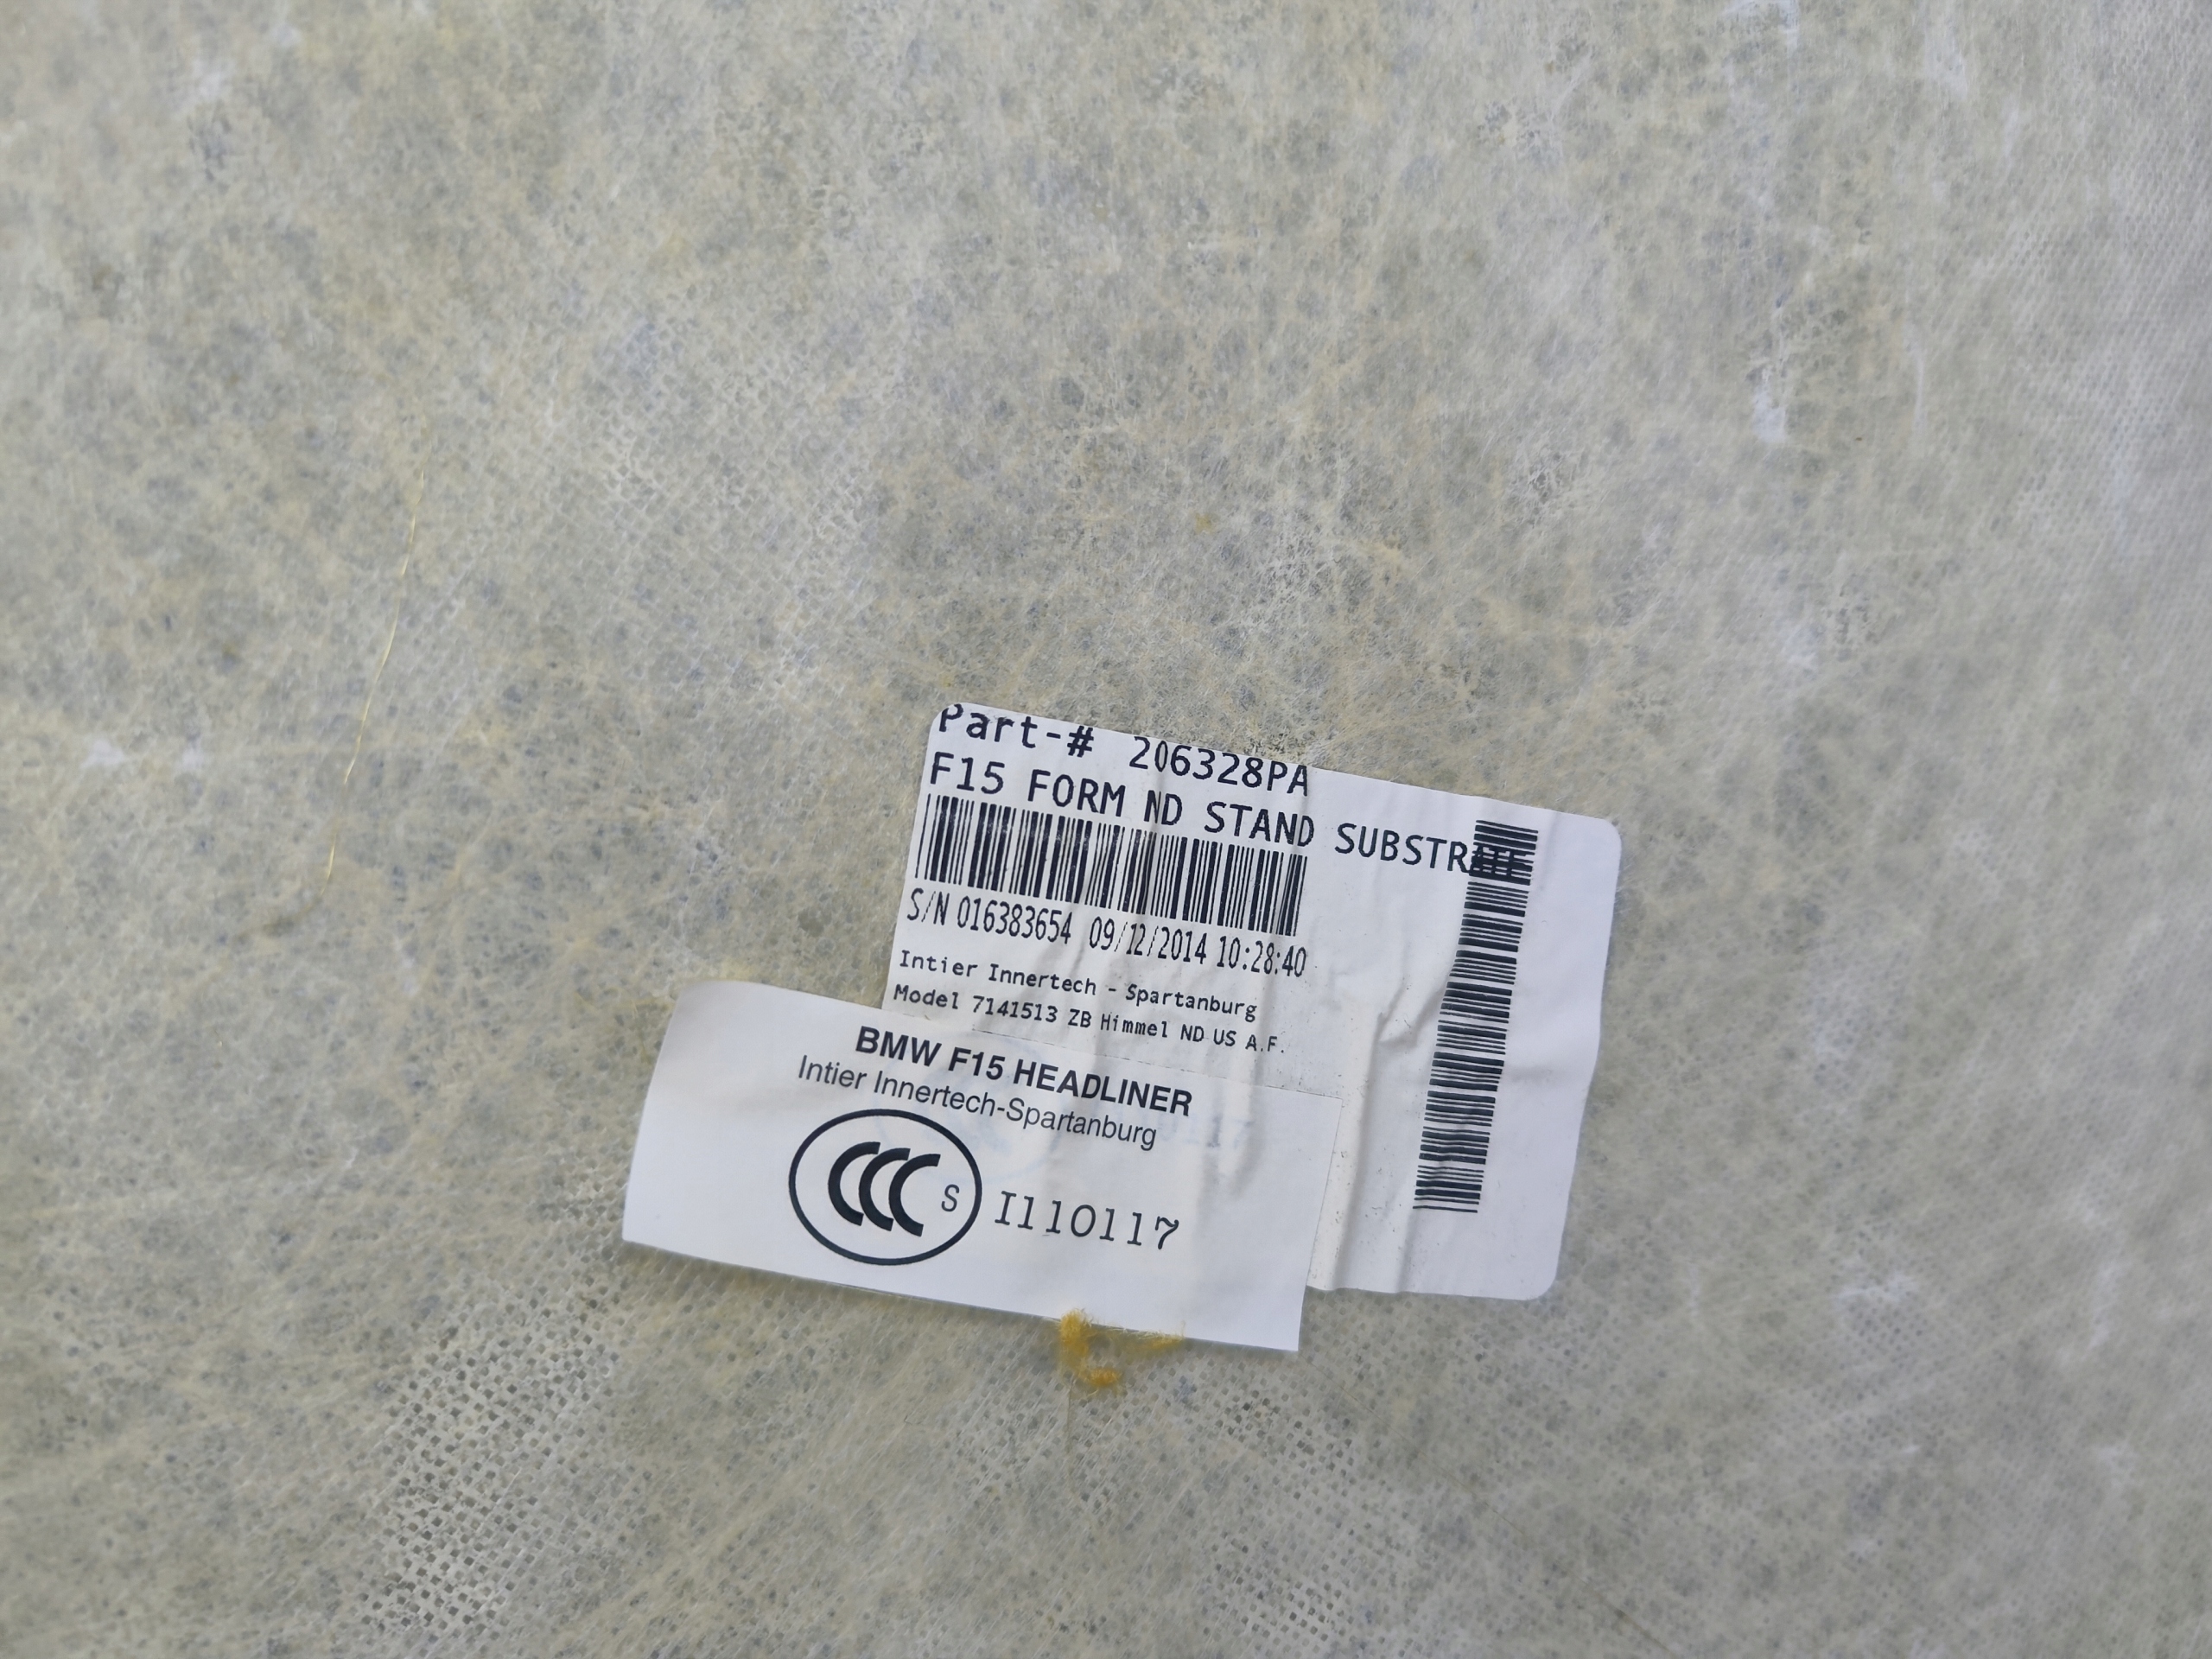 Part-# 206328PA
F15 FORM ND STAND SUBSTRATE
S/N 016383654 09/12/2014 10:28:40
Intier Innertech - Spartanburg
Model 7141513 ZB Himmel ND US A.F.
BMW F15 HEADLINER
Intier Innertech-Spartanburg
CCC S I110117